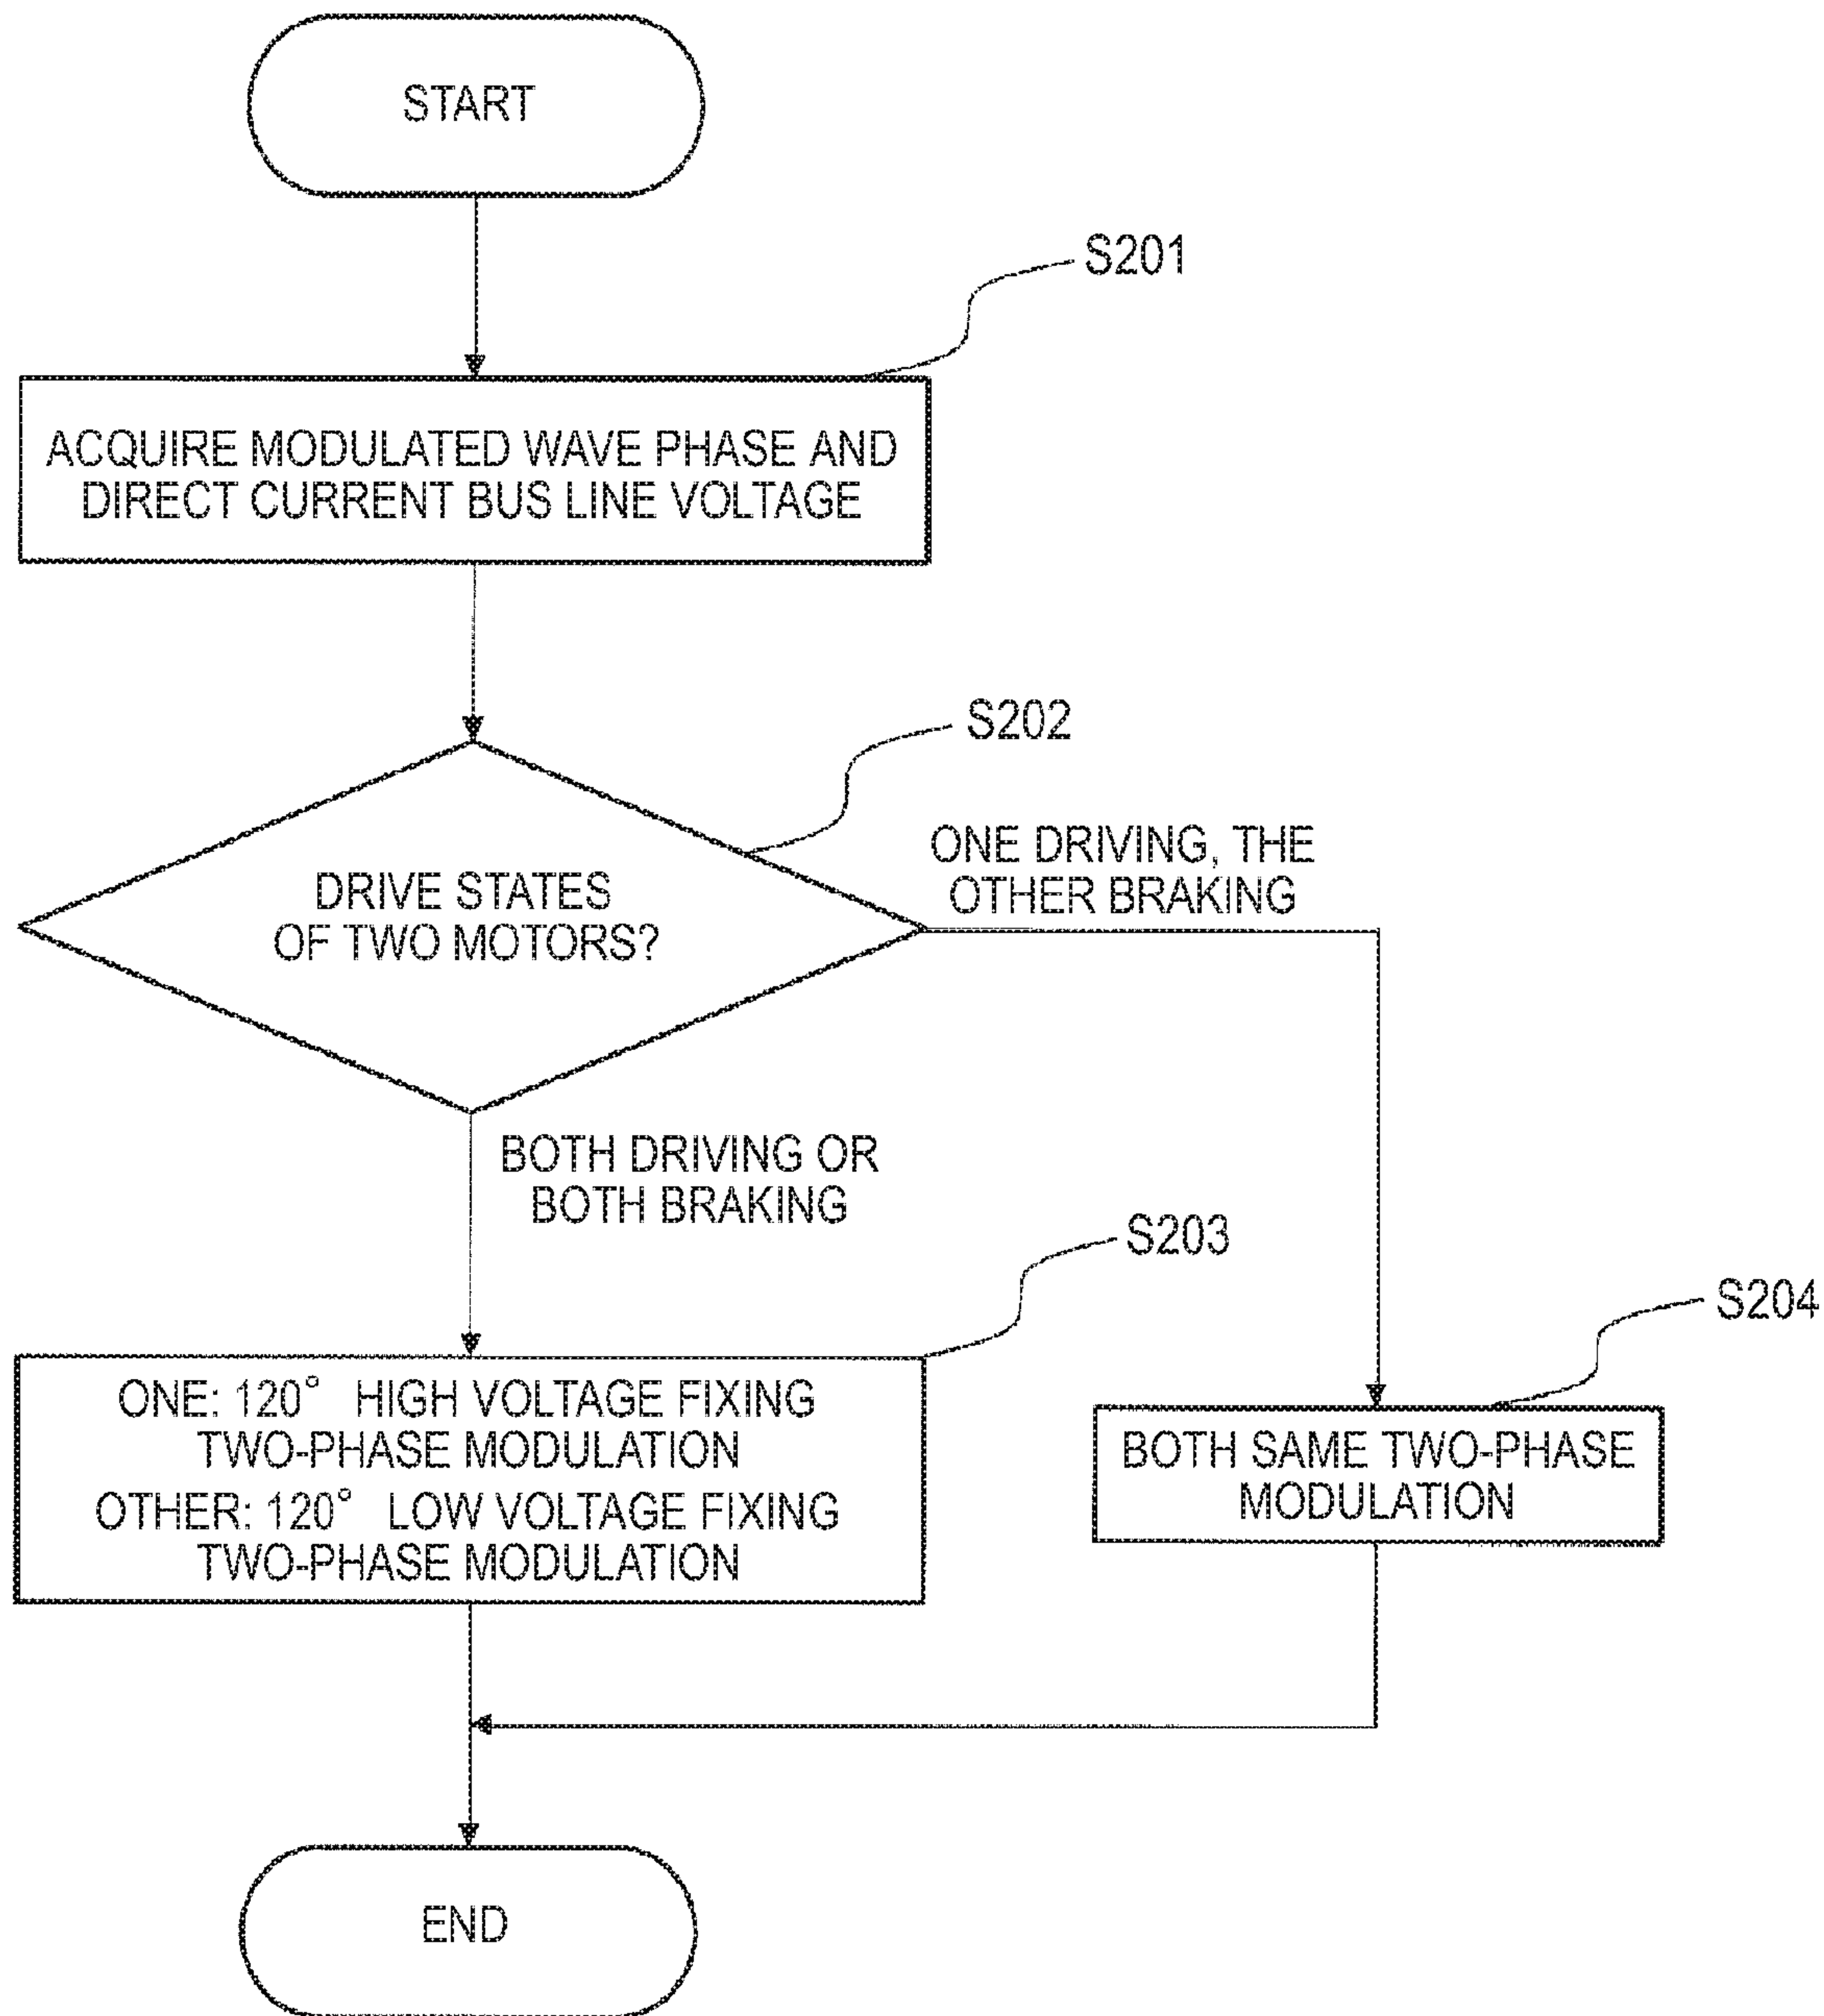 START
S201
ACQUIRE MODULATED WAVE PHASE AND
DIRECT CURRENT BUS LINE VOLTAGE
S202
DRIVE STATES
OF TWO MOTORS?
ONE DRIVING, THE
OTHER BRAKING
BOTH DRIVING OR
BOTH BRAKING
S203
ONE: 120° HIGH VOLTAGE FIXING
TWO-PHASE MODULATION
OTHER: 120° LOW VOLTAGE FIXING
TWO-PHASE MODULATION
S204
BOTH SAME TWO-PHASE
MODULATION
END